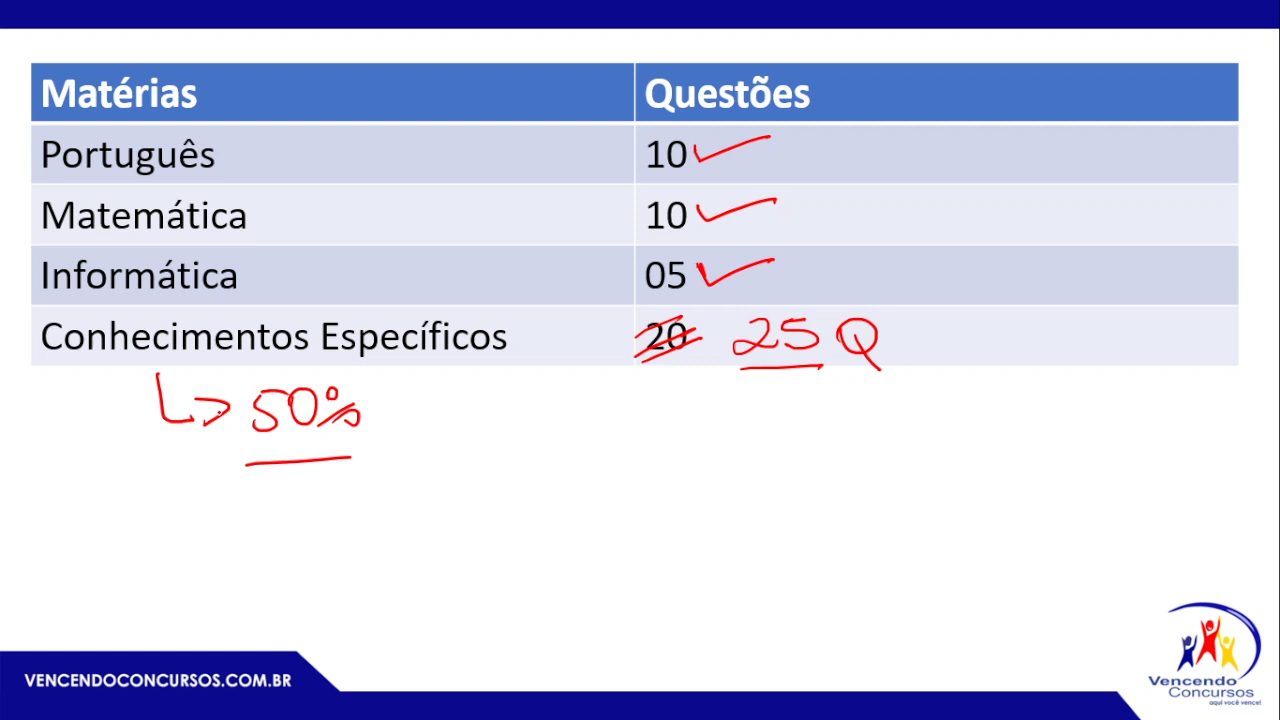 Matérias Questões
Português 10
Matemática 10
Informática 05
Conhecimentos Específicos 20 25 Q
50%
VENCENDOCONCURSOS.COM.BR
Vencendo
Concursos
aqui você vence!